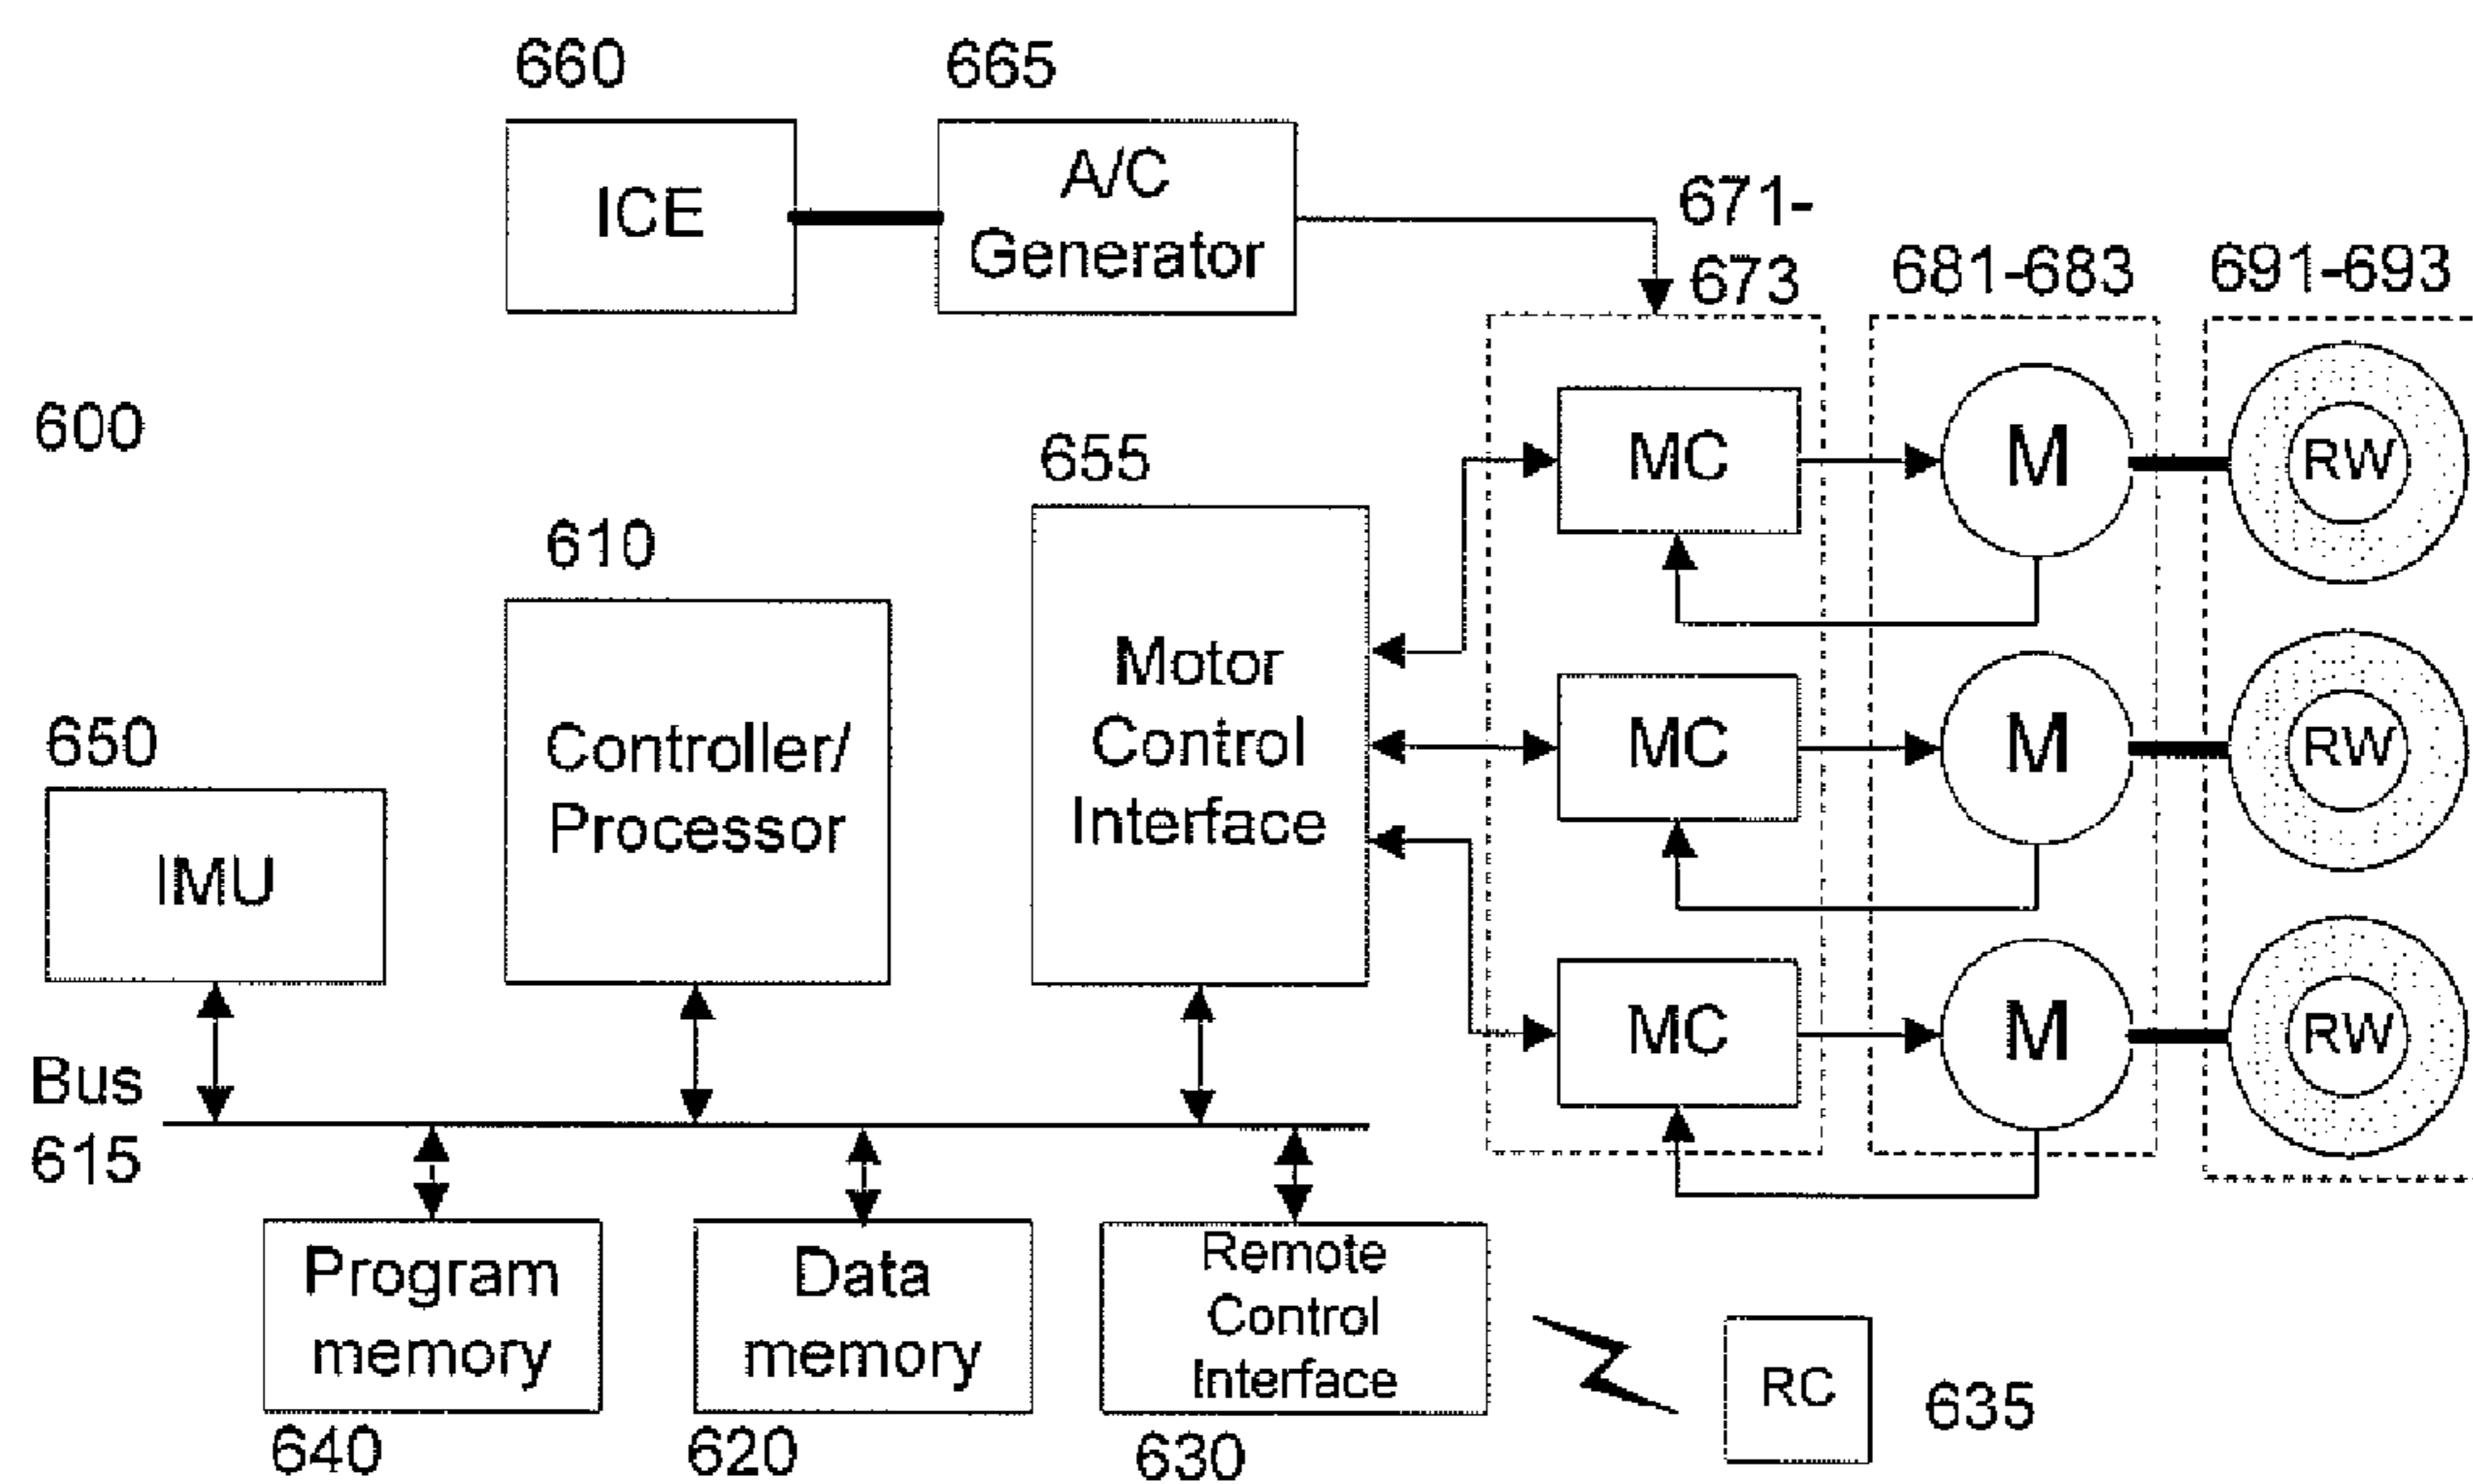 660
665
ICE
A/C
Generator
671-
673
681-683
691-693
600
655
MC
M
RW
610
Motor
Control
Interface
Controller/
Processor
MC
M
RW
650
IMU
MC
M
RW
Bus
615
Program
memory
Data
memory
Remote
Control
Interface
RC
635
640
620
630